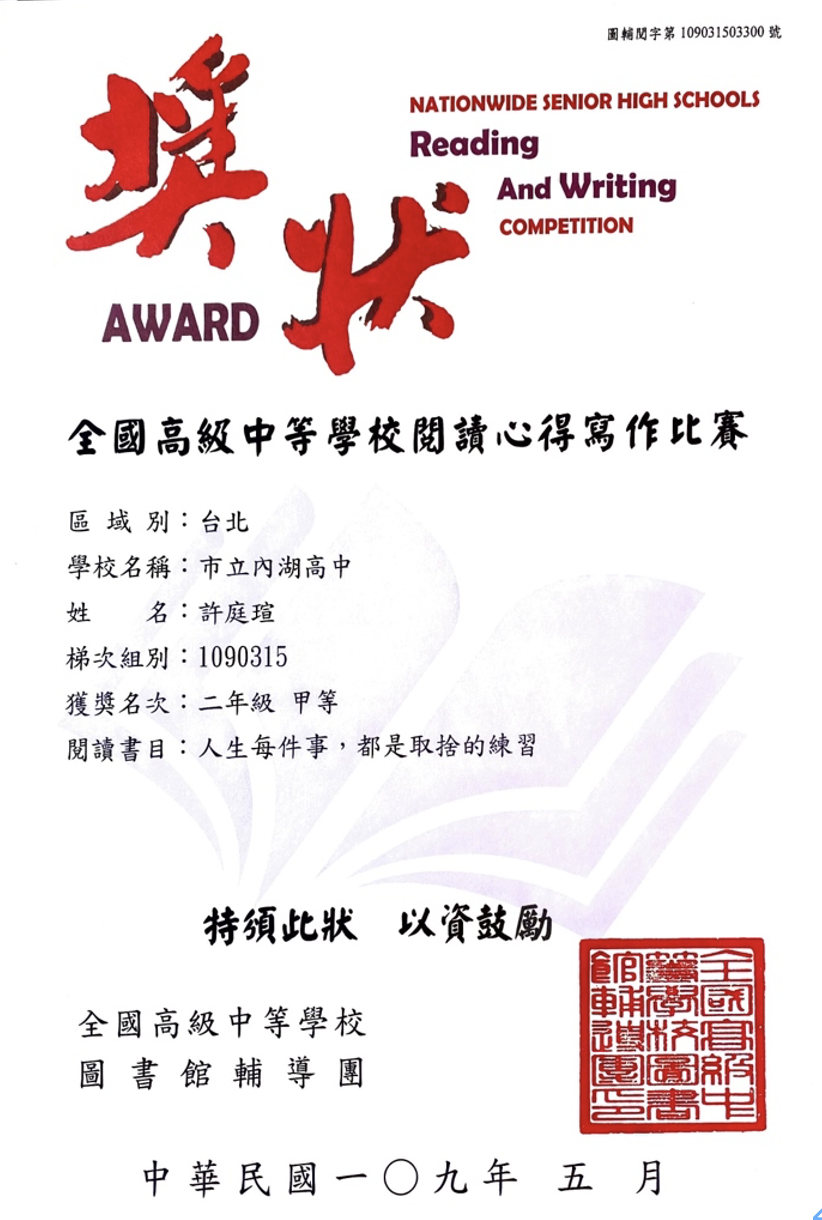 圖輔閱字第 109031503300 號
獎狀
AWARD
NATIONWIDE SENIOR HIGH SCHOOLS
Reading
And Writing
COMPETITION
全國高級中等學校閱讀心得寫作比賽
區域別：台北
學校名稱：市立內湖高中
姓　　名：許庭瑄
梯次組別：1090315
獲獎名次：二年級 甲等
閱讀書目：人生每件事，都是取捨的練習
特頒此狀　以資鼓勵
全國高級中等學校
圖書館輔導團
全國高級中
等學校圖書
館輔導團印
中華民國一〇九年 五 月